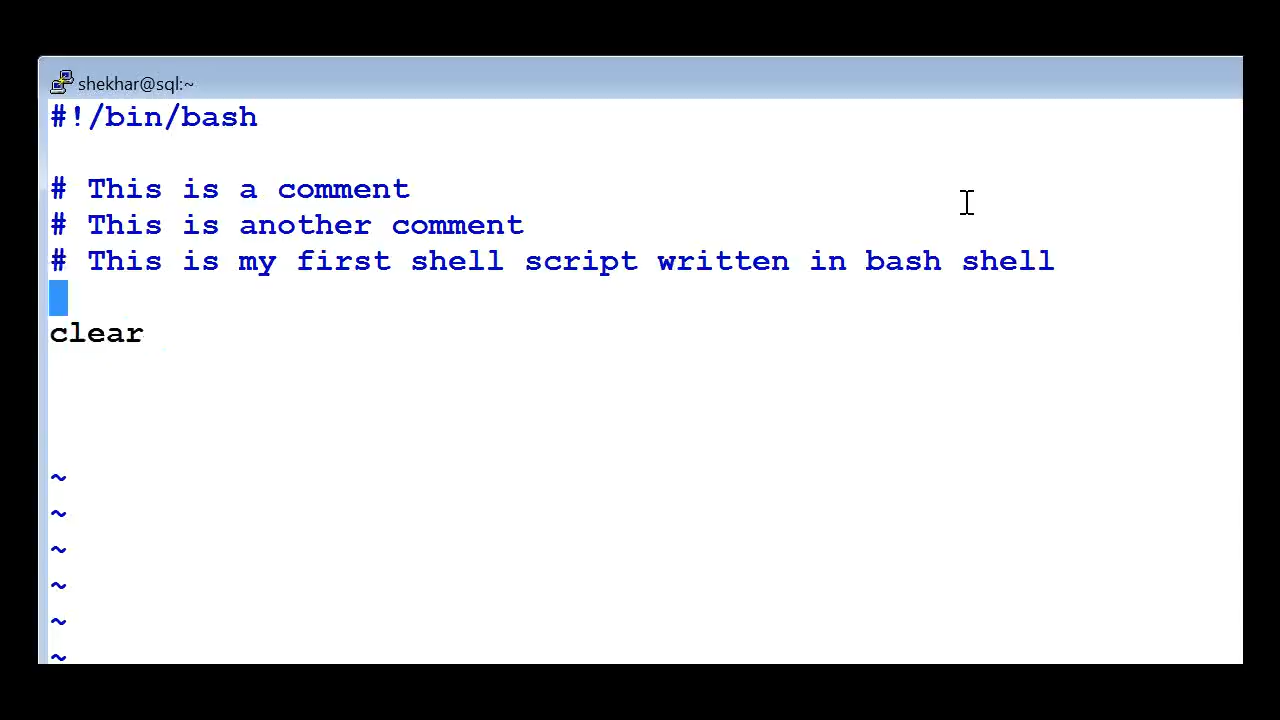 shekhar@sql:~
#!/bin/bash
# This is a comment
# This is another comment
# This is my first shell script written in bash shell
clear
~
~
~
~
~
~